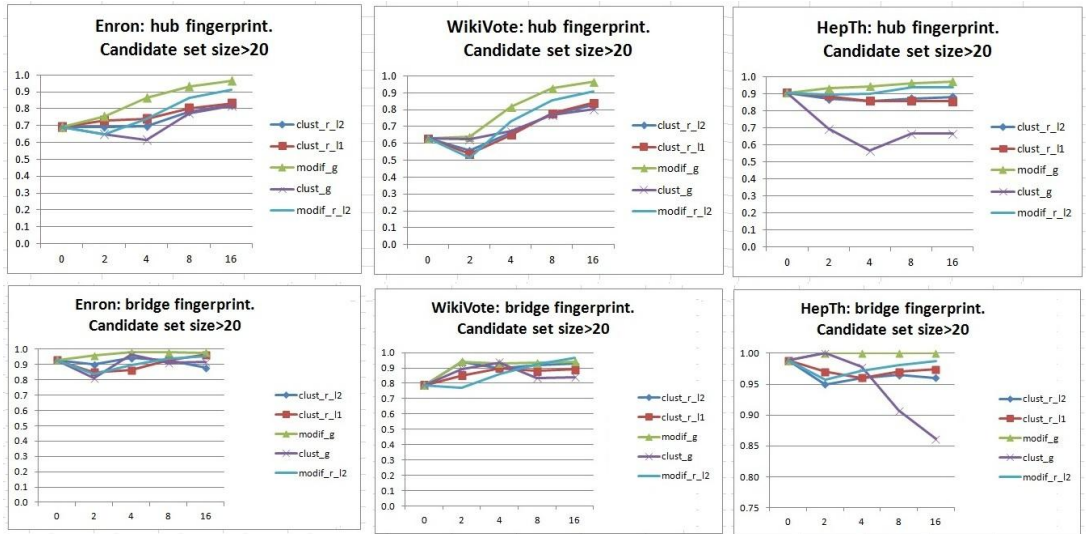 Enron: hub fingerprint.
Candidate set size>20
1.0
0.9
0.8
0.7
0.6
0.5
0.4
0.3
0.2
0.1
0.0
0 2 4 8 16
clust_r_l2
clust_r_l1
modif_g
clust_g
modif_r_l2
WikiVote: hub fingerprint.
Candidate set size>20
1.0
0.9
0.8
0.7
0.6
0.5
0.4
0.3
0.2
0.1
0.0
0 2 4 8 16
clust_r_l2
clust_r_l1
modif_g
clust_g
modif_r_l2
HepTh: hub fingerprint.
Candidate set size>20
1.0
0.9
0.8
0.7
0.6
0.5
0.4
0.3
0.2
0.1
0.0
0 2 4 8 16
clust_r_l2
clust_r_l1
modif_g
clust_g
modif_r_l2
Enron: bridge fingerprint.
Candidate set size>20
1.0
0.9
0.8
0.7
0.6
0.5
0.4
0.3
0.2
0.1
0.0
0 2 4 8 16
clust_r_l2
clust_r_l1
modif_g
clust_g
modif_r_l2
WikiVote: bridge fingerprint.
Candidate set size>20
1.0
0.9
0.8
0.7
0.6
0.5
0.4
0.3
0.2
0.1
0.0
0 2 4 8 16
clust_r_l2
clust_r_l1
modif_g
clust_g
modif_r_l2
HepTh: bridge fingerprint.
Candidate set size>20
1.00
0.95
0.90
0.85
0.80
0.75
0 2 4 8 16
clust_r_l2
clust_r_l1
modif_g
clust_g
modif_r_l2